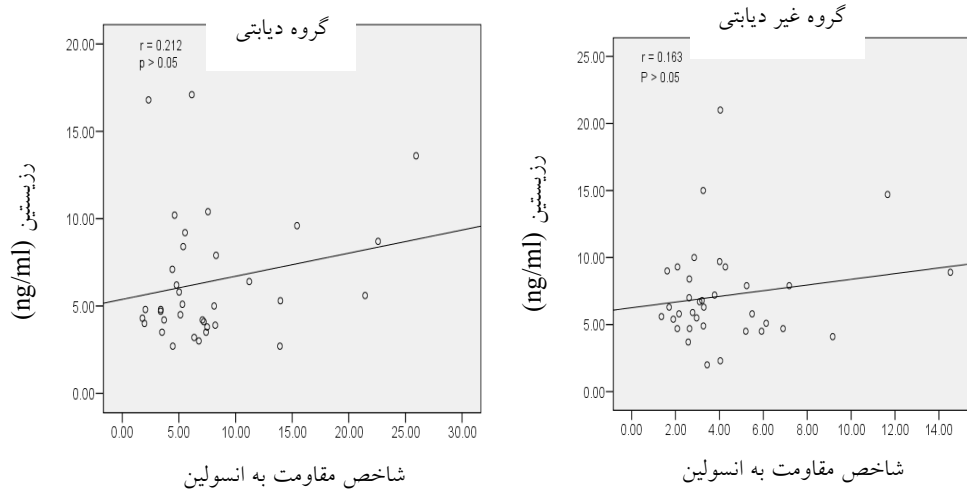 گروه دیابتی
r = 0.212
p > 0.05
20.00
15.00
10.00
5.00
0.00
0.00 5.00 10.00 15.00 20.00 25.00 30.00
رزیستین (ng/ml)
شاخص مقاومت به انسولین
گروه غیر دیابتی
r = 0.163
P > 0.05
25.00
20.00
15.00
10.00
5.00
0.00
0.00 2.00 4.00 6.00 8.00 10.00 12.00 14.00
رزیستین (ng/ml)
شاخص مقاومت به انسولین